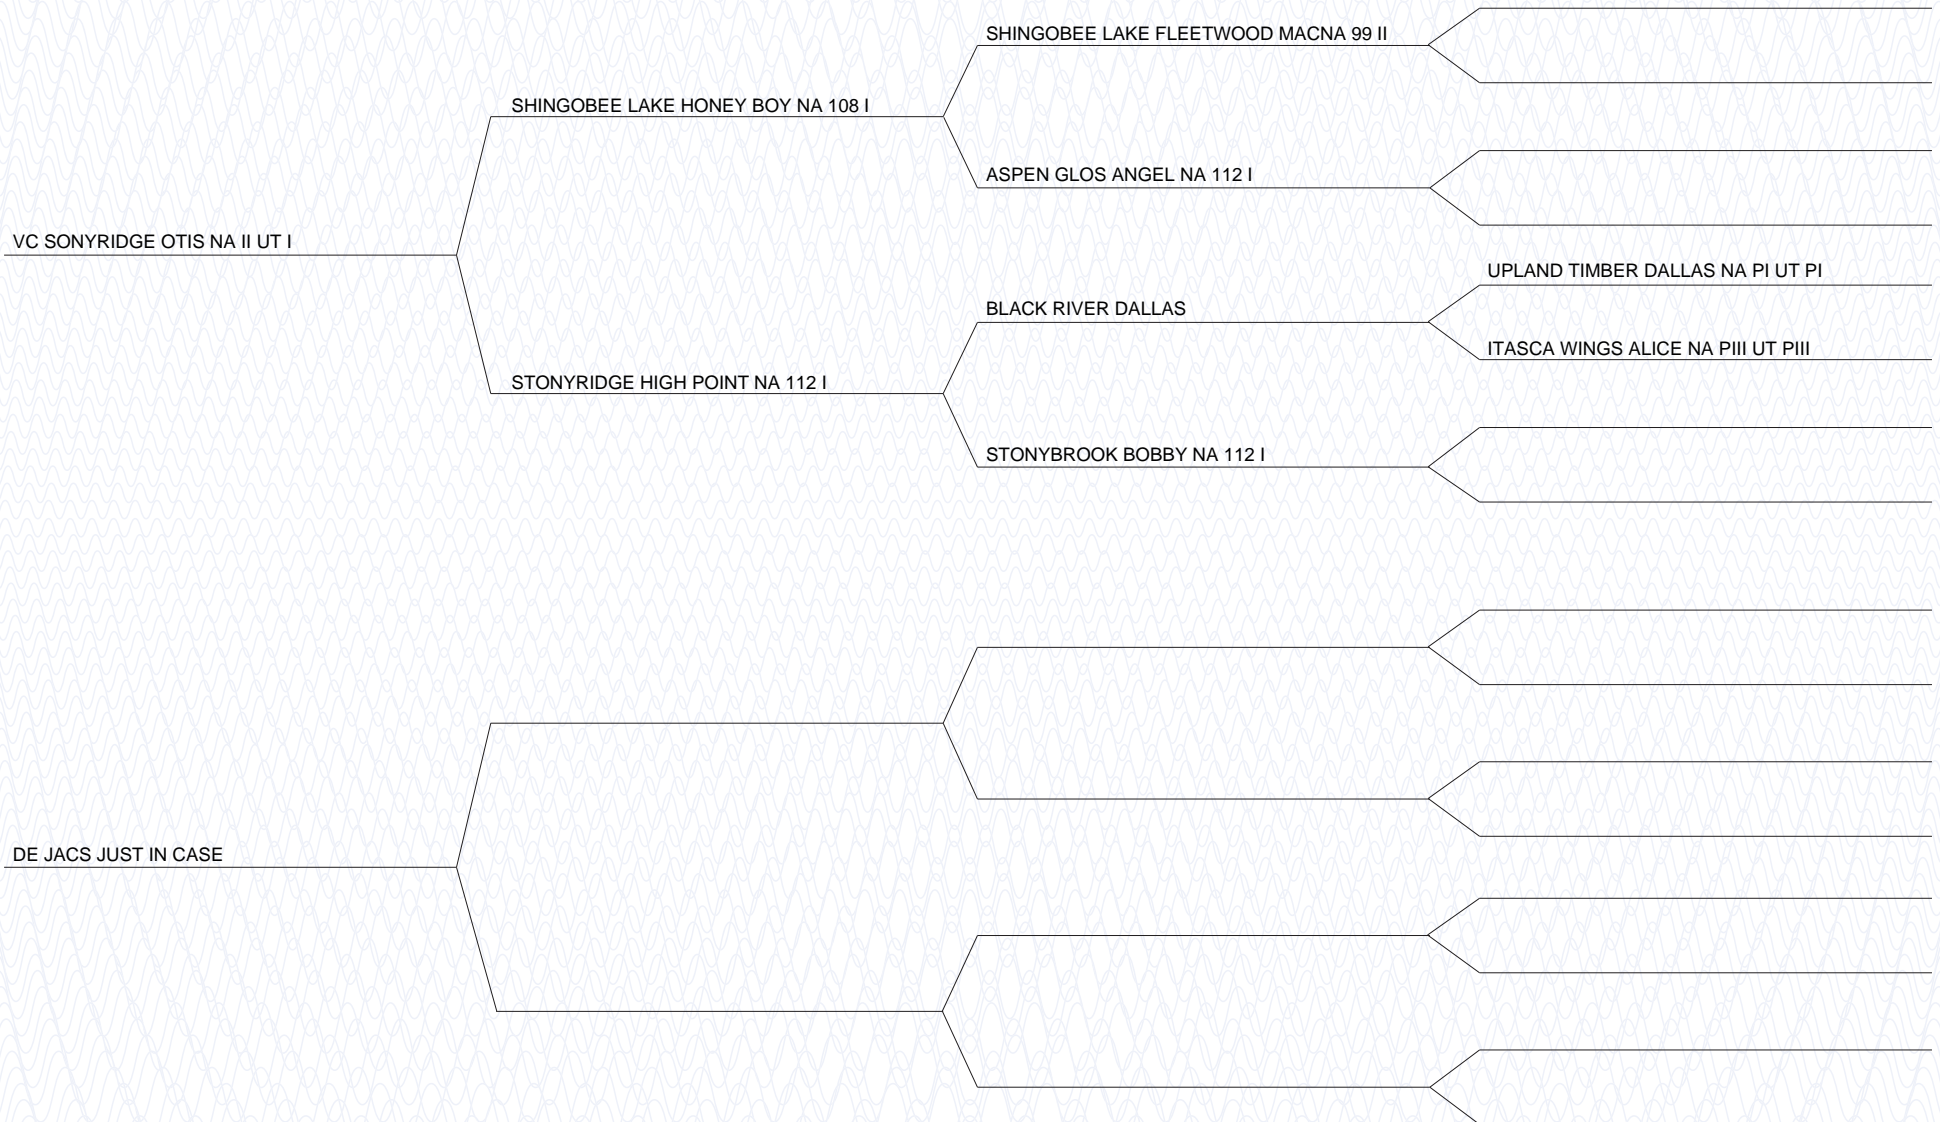 SHINGOBEE LAKE FLEETWOOD MACNA 99 II
SHINGOBEE LAKE HONEY BOY NA 108 I
ASPEN GLOS ANGEL NA 112 I
VC SONYRIDGE OTIS NA II UT I
UPLAND TIMBER DALLAS NA PI UT PI
BLACK RIVER DALLAS
ITASCA WINGS ALICE NA PIII UT PIII
STONYRIDGE HIGH POINT NA 112 I
STONYBROOK BOBBY NA 112 I
DE JACS JUST IN CASE